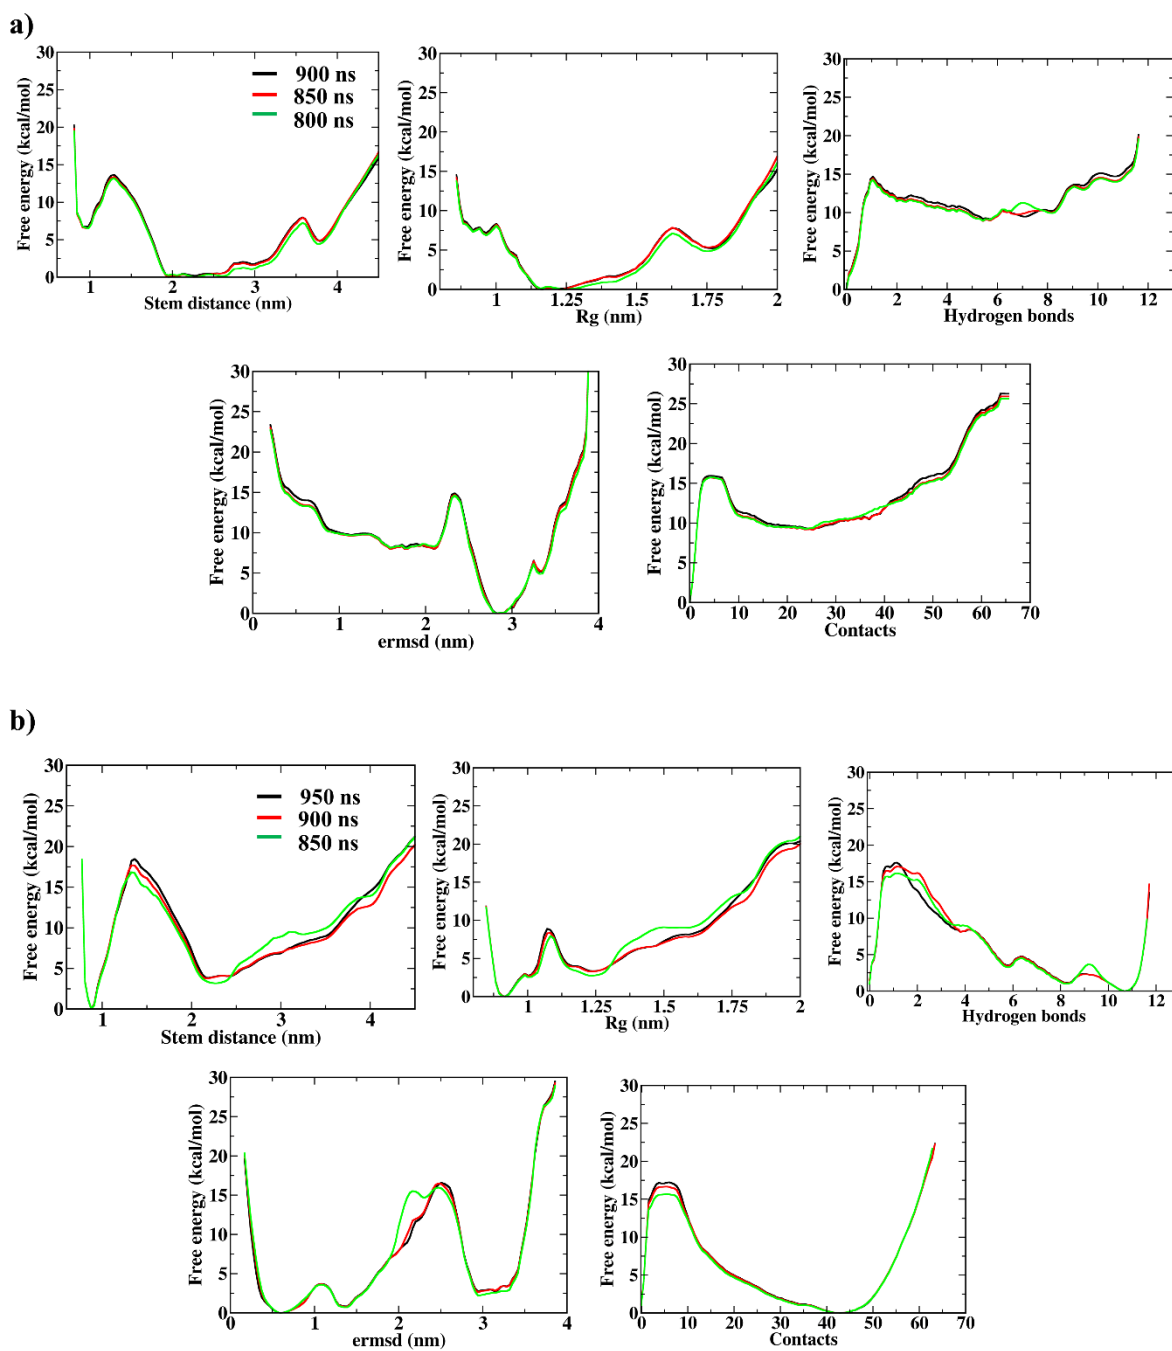 a)
30
25
20
15
10
5
0
Free energy (kcal/mol)
900 ns
850 ns
800 ns
1 2 3 4
Stem distance (nm)
30
25
20
15
10
5
0
Free energy (kcal/mol)
1 1.25 1.5 1.75 2
Rg (nm)
30
25
20
15
10
5
0
Free energy (kcal/mol)
0 2 4 6 8 10 12
Hydrogen bonds
30
25
20
15
10
5
0
Free energy (kcal/mol)
0 1 2 3 4
ermsd (nm)
30
25
20
15
10
5
0
Free energy (kcal/mol)
0 10 20 30 40 50 60 70
Contacts
b)
30
25
20
15
10
5
0
Free energy (kcal/mol)
950 ns
900 ns
850 ns
1 2 3 4
Stem distance (nm)
30
25
20
15
10
5
0
Free energy (kcal/mol)
1 1.25 1.5 1.75 2
Rg (nm)
30
25
20
15
10
5
0
Free energy (kcal/mol)
0 2 4 6 8 10 12
Hydrogen bonds
30
25
20
15
10
5
0
Free energy (kcal/mol)
0 1 2 3 4
ermsd (nm)
30
25
20
15
10
5
0
Free energy (kcal/mol)
0 10 20 30 40 50 60 70
Contacts